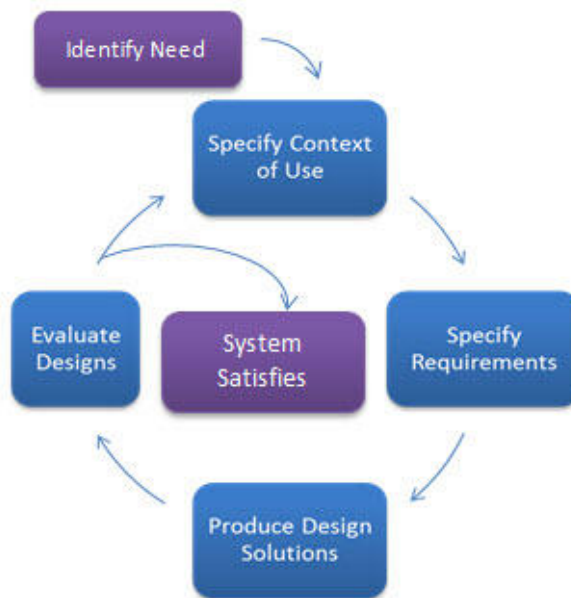 Identify Need
Specify Context
of Use
Specify
Requirements
Produce Design
Solutions
Evaluate
Designs
System
Satisfies